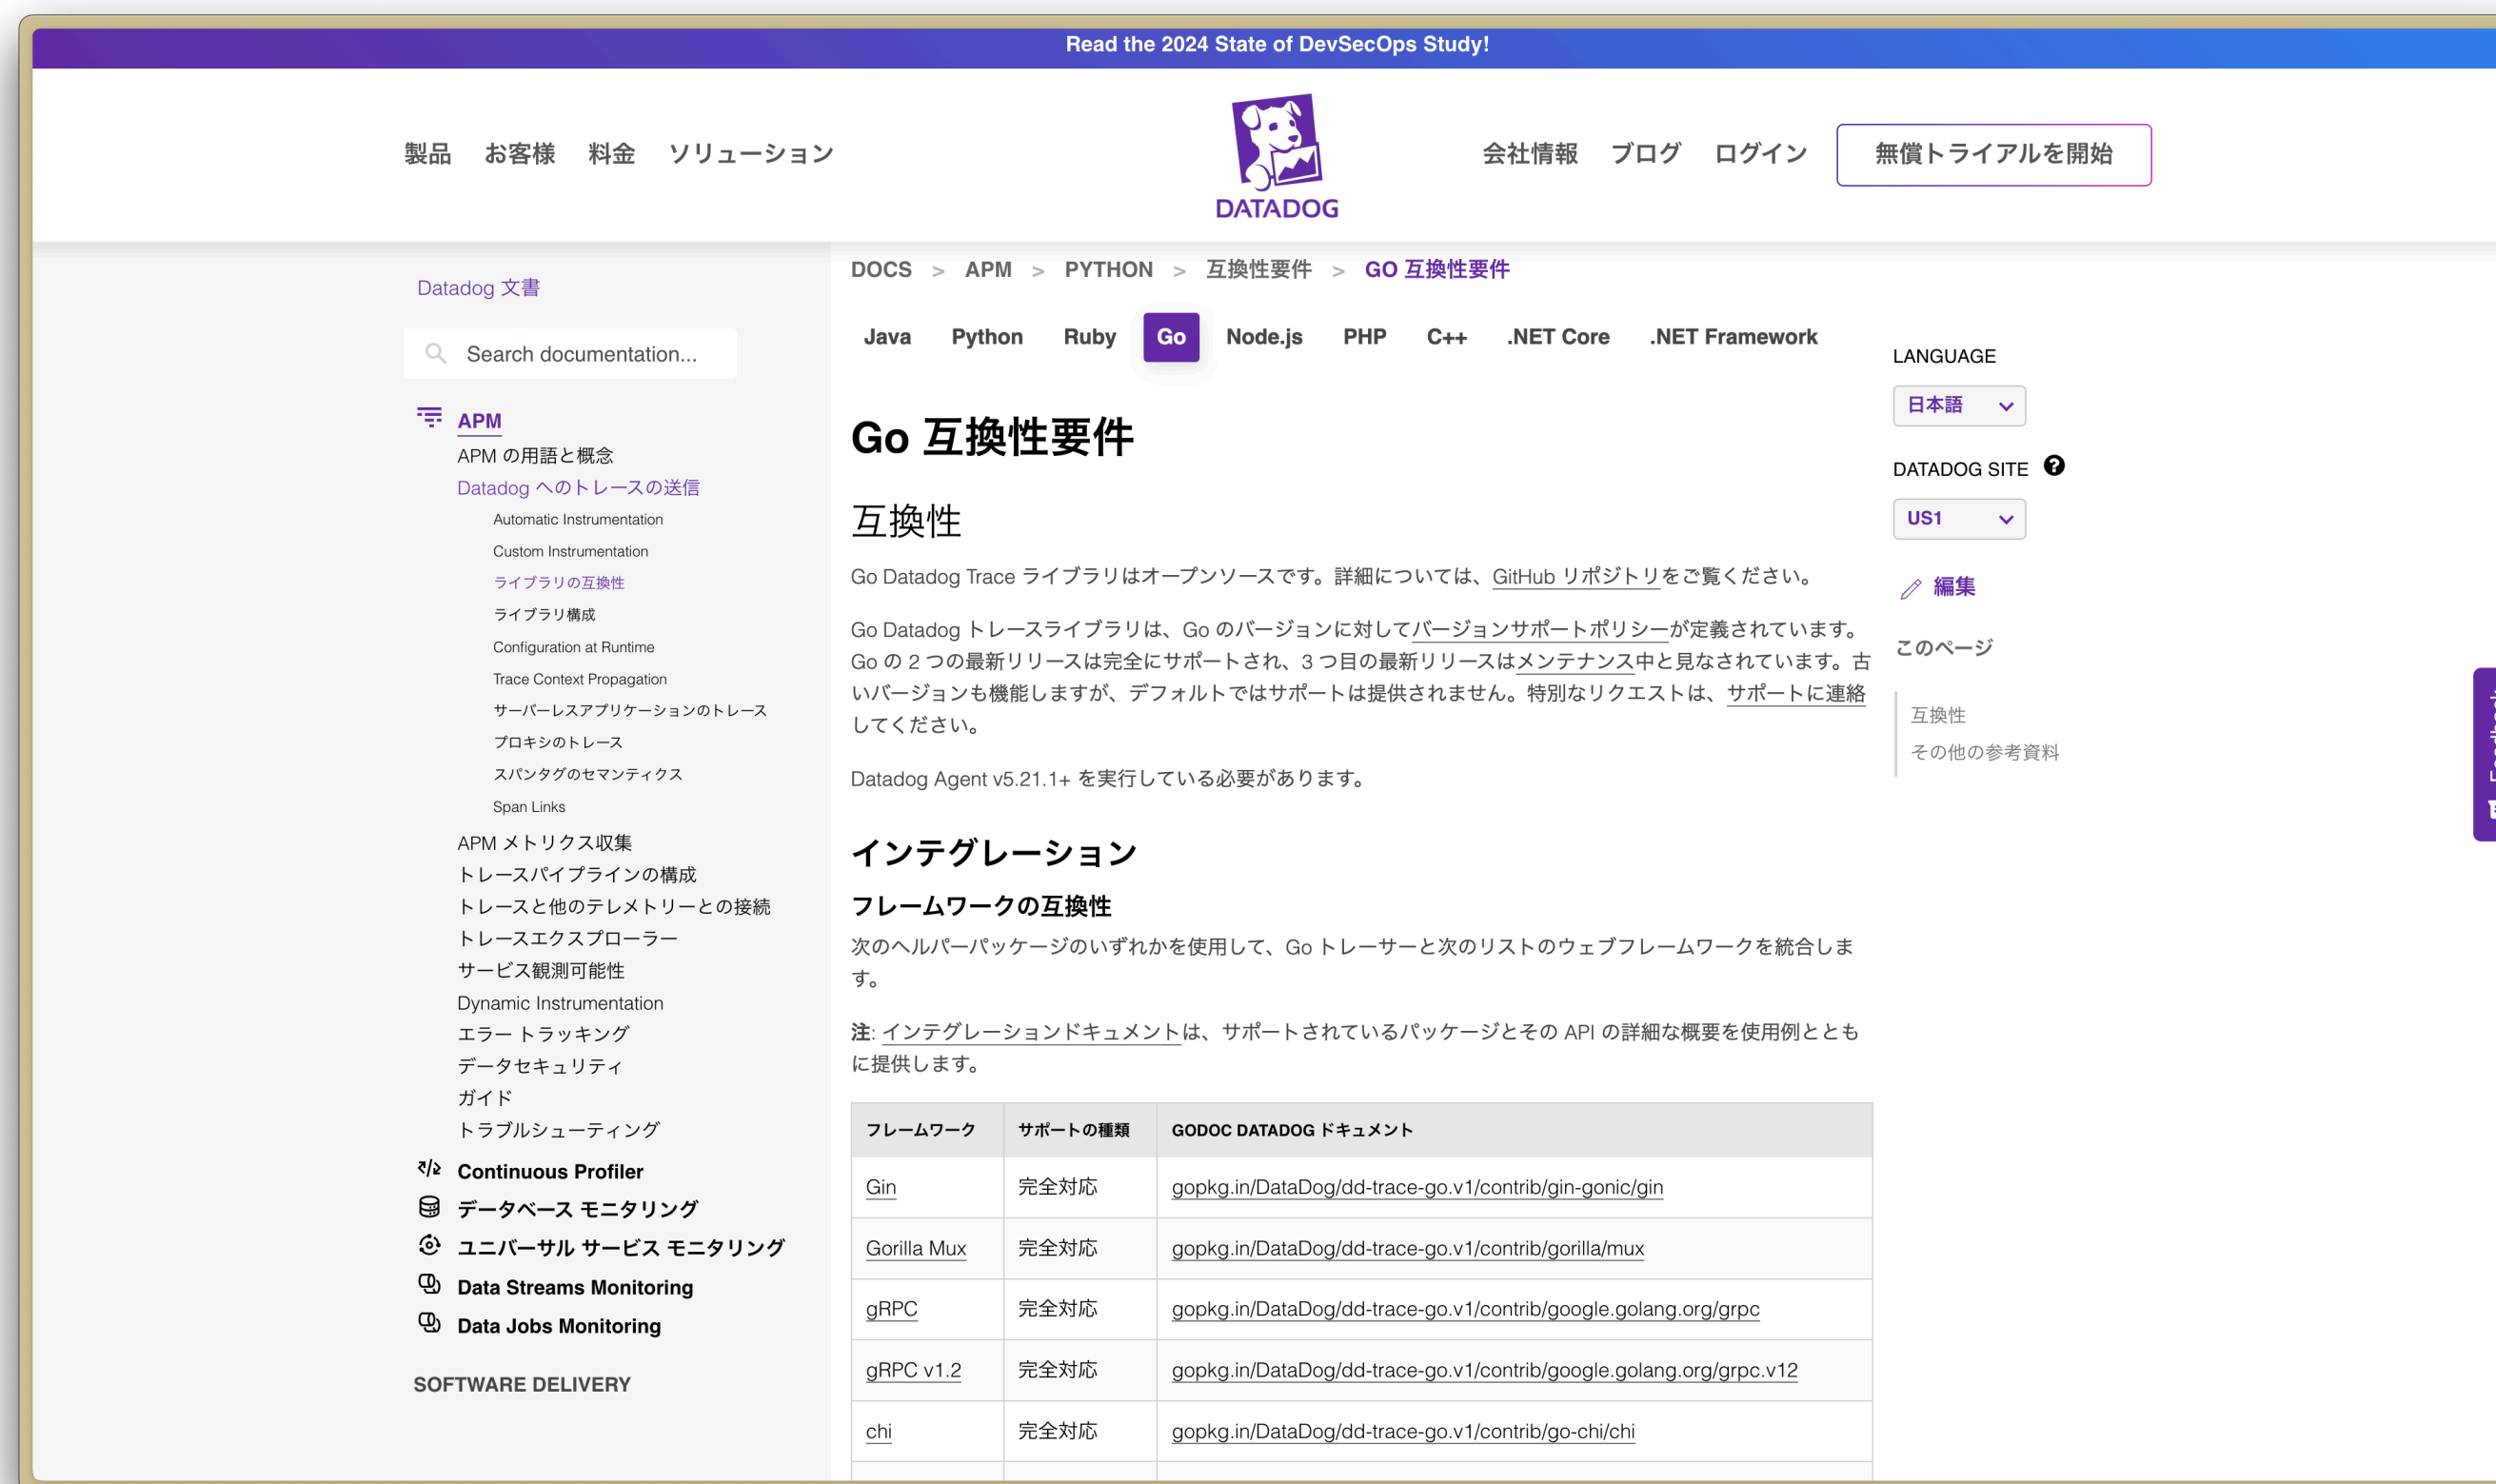 Read the 2024 State of DevSecOps Study!
製品 お客様 料金 ソリューション
DATADOG
会社情報 ブログ ログイン 無償トライアルを開始
Datadog 文書
Search documentation...
APM
APM の用語と概念
Datadog へのトレースの送信
Automatic Instrumentation
Custom Instrumentation
ライブラリの互換性
ライブラリ構成
Configuration at Runtime
Trace Context Propagation
サーバーレスアプリケーションのトレース
プロキシのトレース
スパンタグのセマンティクス
Span Links
APM メトリクス収集
トレースパイプラインの構成
トレースと他のテレメトリーとの接続
トレースエクスプローラー
サービス観測可能性
Dynamic Instrumentation
エラー トラッキング
データセキュリティ
ガイド
トラブルシューティング
Continuous Profiler
データベース モニタリング
ユニバーサル サービス モニタリング
Data Streams Monitoring
Data Jobs Monitoring
SOFTWARE DELIVERY
DOCS > APM > PYTHON > 互換性要件 > GO 互換性要件
Java Python Ruby Go Node.js PHP C++ .NET Core .NET Framework
Go 互換性要件
互換性
Go Datadog Trace ライブラリはオープンソースです。詳細については、GitHub リポジトリをご覧ください。
Go Datadog トレースライブラリは、Go のバージョンに対してバージョンサポートポリシーが定義されています。
Go の 2 つの最新リリースは完全にサポートされ、3 つ目の最新リリースはメンテナンス中と見なされています。古
いバージョンも機能しますが、デフォルトではサポートは提供されません。特別なリクエストは、サポートに連絡
してください。
Datadog Agent v5.21.1+ を実行している必要があります。
インテグレーション
フレームワークの互換性
次のヘルパーパッケージのいずれかを使用して、Go トレーサーと次のリストのウェブフレームワークを統合しま
す。
注: インテグレーションドキュメントは、サポートされているパッケージとその API の詳細な概要を使用例ととも
に提供します。
フレームワーク サポートの種類 GODOC DATADOG ドキュメント
Gin 完全対応 gopkg.in/DataDog/dd-trace-go.v1/contrib/gin-gonic/gin
Gorilla Mux 完全対応 gopkg.in/DataDog/dd-trace-go.v1/contrib/gorilla/mux
gRPC 完全対応 gopkg.in/DataDog/dd-trace-go.v1/contrib/google.golang.org/grpc
gRPC v1.2 完全対応 gopkg.in/DataDog/dd-trace-go.v1/contrib/google.golang.org/grpc.v12
chi 完全対応 gopkg.in/DataDog/dd-trace-go.v1/contrib/go-chi/chi
LANGUAGE
日本語
DATADOG SITE
US1
編集
このページ
互換性
その他の参考資料